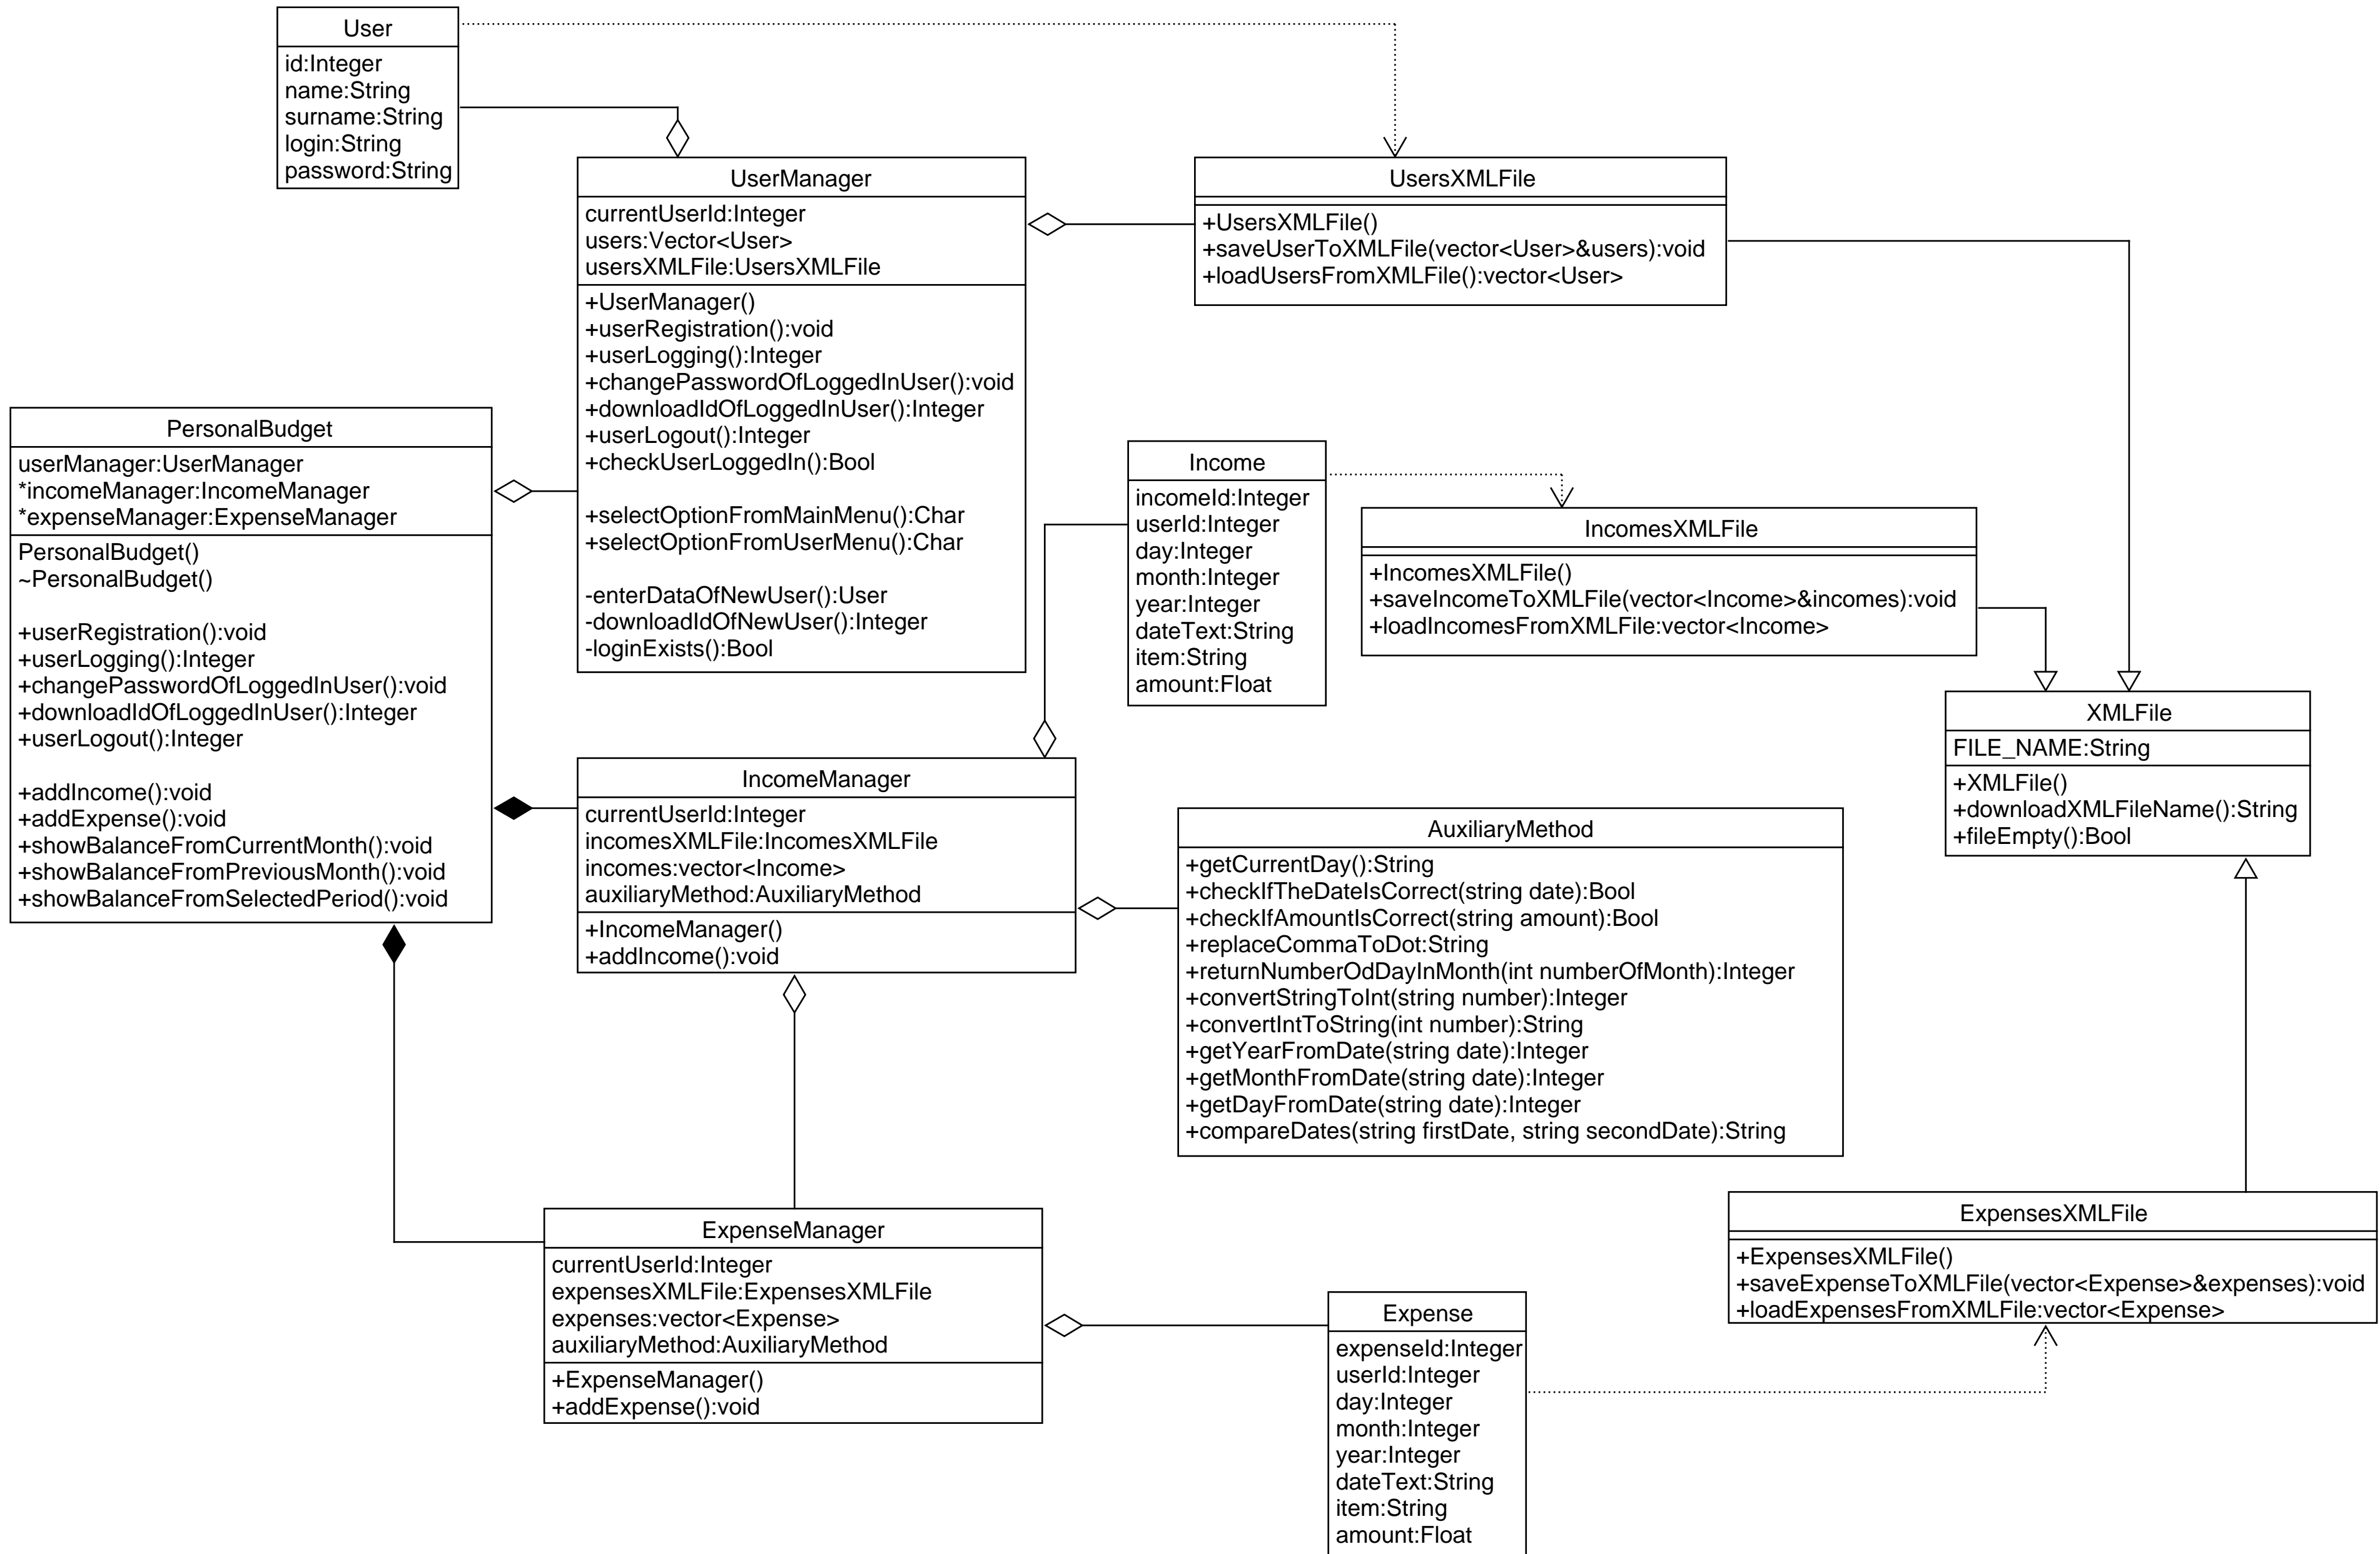 User
id:Integer
name:String
surname:String
login:String
password:String
UserManager
currentUserId:Integer
users:Vector<User>
usersXMLFile:UsersXMLFile
+UserManager()
+userRegistration():void
+userLogging():Integer
+changePasswordOfLoggedInUser():void
+downloadIdOfLoggedInUser():Integer
+userLogout():Integer
+checkUserLoggedIn():Bool
+selectOptionFromMainMenu():Char
+selectOptionFromUserMenu():Char
-enterDataOfNewUser():User
-downloadIdOfNewUser():Integer
-loginExists():Bool
UsersXMLFile
+UsersXMLFile()
+saveUserToXMLFile(vector<User>&users):void
+loadUsersFromXMLFile():vector<User>
PersonalBudget
userManager:UserManager
*incomeManager:IncomeManager
*expenseManager:ExpenseManager
PersonalBudget()
~PersonalBudget()
+userRegistration():void
+userLogging():Integer
+changePasswordOfLoggedInUser():void
+downloadIdOfLoggedInUser():Integer
+userLogout():Integer
+addIncome():void
+addExpense():void
+showBalanceFromCurrentMonth():void
+showBalanceFromPreviousMonth():void
+showBalanceFromSelectedPeriod():void
Income
incomeId:Integer
userId:Integer
day:Integer
month:Integer
year:Integer
dateText:String
item:String
amount:Float
IncomesXMLFile
+IncomesXMLFile()
+saveIncomeToXMLFile(vector<Income>&incomes):void
+loadIncomesFromXMLFile:vector<Income>
XMLFile
FILE_NAME:String
+XMLFile()
+downloadXMLFileName():String
+fileEmpty():Bool
IncomeManager
currentUserId:Integer
incomesXMLFile:IncomesXMLFile
incomes:vector<Income>
auxiliaryMethod:AuxiliaryMethod
+IncomeManager()
+addIncome():void
AuxiliaryMethod
+getCurrentDay():String
+checkIfTheDateIsCorrect(string date):Bool
+checkIfAmountIsCorrect(string amount):Bool
+replaceCommaToDot:String
+returnNumberOdDayInMonth(int numberOfMonth):Integer
+convertStringToInt(string number):Integer
+convertIntToString(int number):String
+getYearFromDate(string date):Integer
+getMonthFromDate(string date):Integer
+getDayFromDate(string date):Integer
+compareDates(string firstDate, string secondDate):String
ExpenseManager
currentUserId:Integer
expensesXMLFile:ExpensesXMLFile
expenses:vector<Expense>
auxiliaryMethod:AuxiliaryMethod
+ExpenseManager()
+addExpense():void
Expense
expenseId:Integer
userId:Integer
day:Integer
month:Integer
year:Integer
dateText:String
item:String
amount:Float
ExpensesXMLFile
+ExpensesXMLFile()
+saveExpenseToXMLFile(vector<Expense>&expenses):void
+loadExpensesFromXMLFile:vector<Expense>